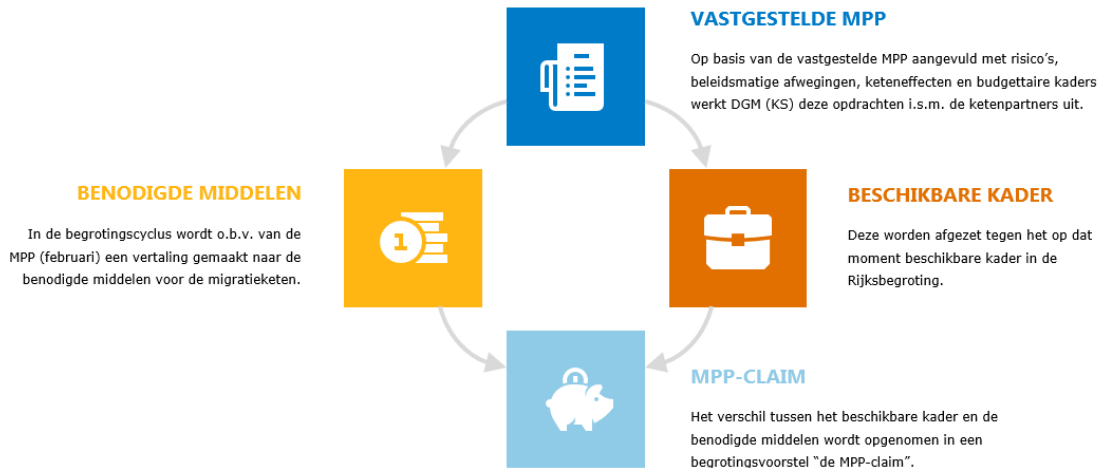 VASTGESTELDE MPP
Op basis van de vastgestelde MPP aangevuld met risico’s,
beleidsmatige afwegingen, keteneffecten en budgettaire kaders
werkt DGM (KS) deze opdrachten i.s.m. de ketenpartners uit.
BENODIGDE MIDDELEN
In de begrotingscyclus wordt o.b.v. van de
MPP (februari) een vertaling gemaakt naar de
benodigde middelen voor de migratieketen.
1
BESCHIKBARE KADER
Deze worden afgezet tegen het op dat
moment beschikbare kader in de
Rijksbegroting.
MPP-CLAIM
Het verschil tussen het beschikbare kader en de
benodigde middelen wordt opgenomen in een
begrotingsvoorstel “de MPP-claim”.